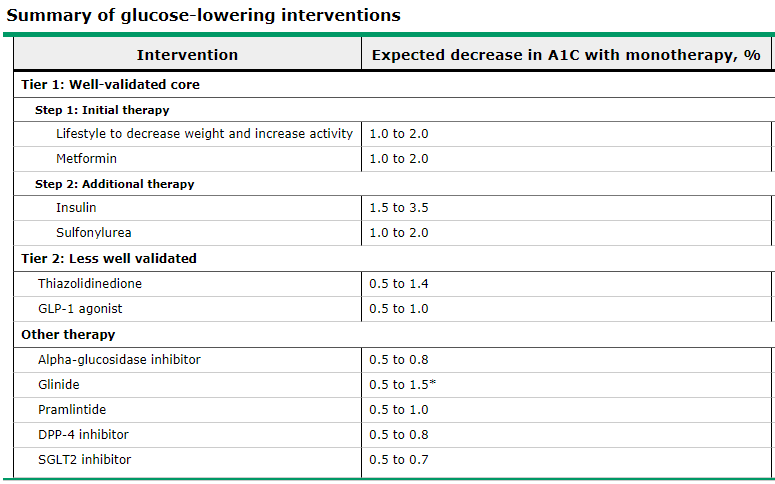 Summary of glucose-lowering interventions
Intervention Expected decrease in A1C with monotherapy, %
Tier 1: Well-validated core
Step 1: Initial therapy
Lifestyle to decrease weight and increase activity 1.0 to 2.0
Metformin 1.0 to 2.0
Step 2: Additional therapy
Insulin 1.5 to 3.5
Sulfonylurea 1.0 to 2.0
Tier 2: Less well validated
Thiazolidinedione 0.5 to 1.4
GLP-1 agonist 0.5 to 1.0
Other therapy
Alpha-glucosidase inhibitor 0.5 to 0.8
Glinide 0.5 to 1.5*
Pramlintide 0.5 to 1.0
DPP-4 inhibitor 0.5 to 0.8
SGLT2 inhibitor 0.5 to 0.7